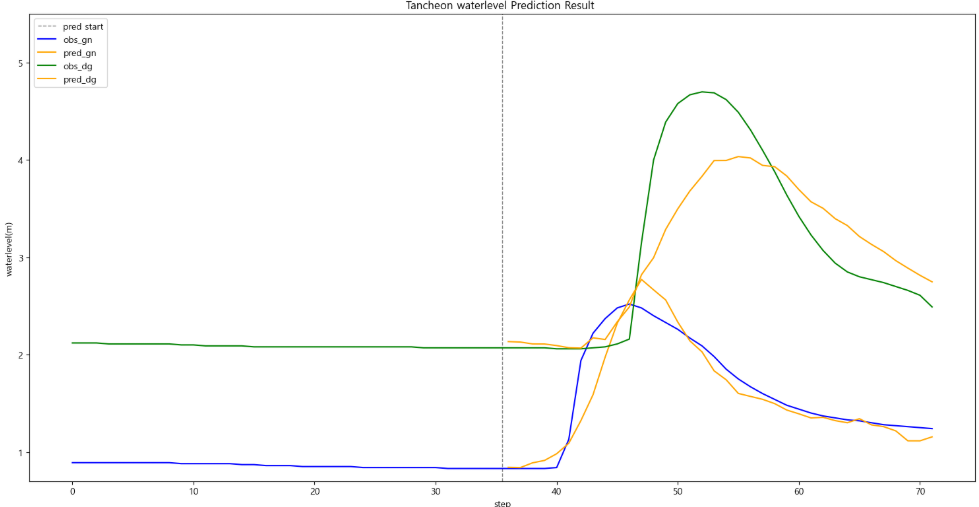 Tancheon waterlevel Prediction Result
pred start
obs_gn
pred_gn
obs_dg
pred_dg
waterlevel(m)
5
4
3
2
1
0
10
20
30
40
50
60
70
step